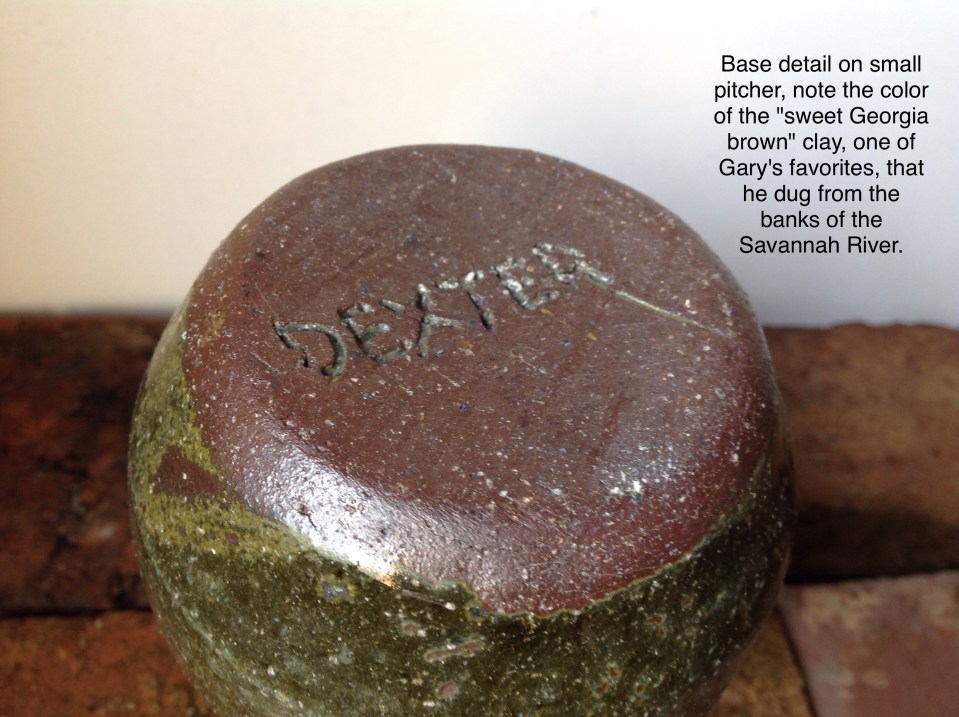 Base detail on small
pitcher, note the color
of the "sweet Georgia
brown" clay, one of
Gary's favorites, that
he dug from the
banks of the
Savannah River.
DEXTER